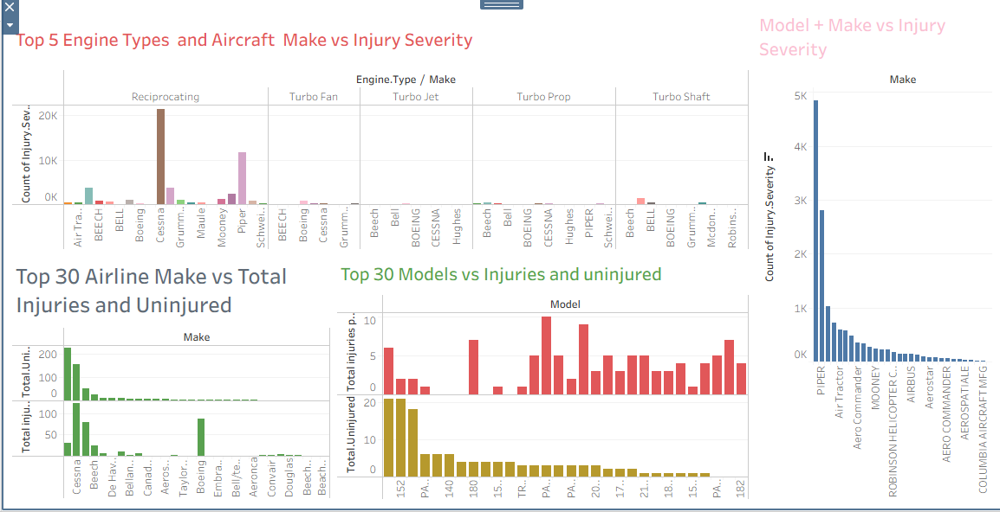 Top 5 Engine Types and Aircraft Make vs Injury Severity
Engine.Type / Make
Reciprocating
Turbo Fan
Turbo Jet
Turbo Prop
Turbo Shaft
Count of Injury.Sev..
20K
10K
0K
Air Tra..
BEECH
BELL
Boeing
Cessna
Grumm..
Maule
Mooney
Piper
Schwei..
BEECH
Boeing
Cessna
Grumm..
Beech
Bell
BOEING
CESSNA
Hughes
Beech
Bell
BOEING
CESSNA
Hughes
PIPER
Schwei..
Beech
BELL
BOEING
Grumm..
Mcdon..
Robins..
Model + Make vs Injury
Severity
Make
Count of Injury.Severity
5K
4K
3K
2K
1K
0K
PIPER
Air Tractor
Aero Commander
MOONEY
ROBINSON HELICOPTER C..
AIRBUS
Aerostar
AERO COMMANDER
AEROSPATIALE
COLUMBIA AIRCRAFT MFG
Top 30 Airline Make vs Total
Injuries and Uninjured
Make
Total.Uni..
200
100
0
Total inju..
100
50
Cessna
Beech
De Hav..
Bellan..
Canad..
Aeros..
Taylor..
Boeing
Embra..
Bell/te..
Aeronca
Convair
Douglas
Beech..
Beach..
Top 30 Models vs Injuries and uninjured
Model
Total injuries p..
10
5
0
Total.Uninjured
20
10
0
152
PA..
140
180
15..
TR..
PA..
PA..
20..
17..
21..
18..
15..
PA..
182